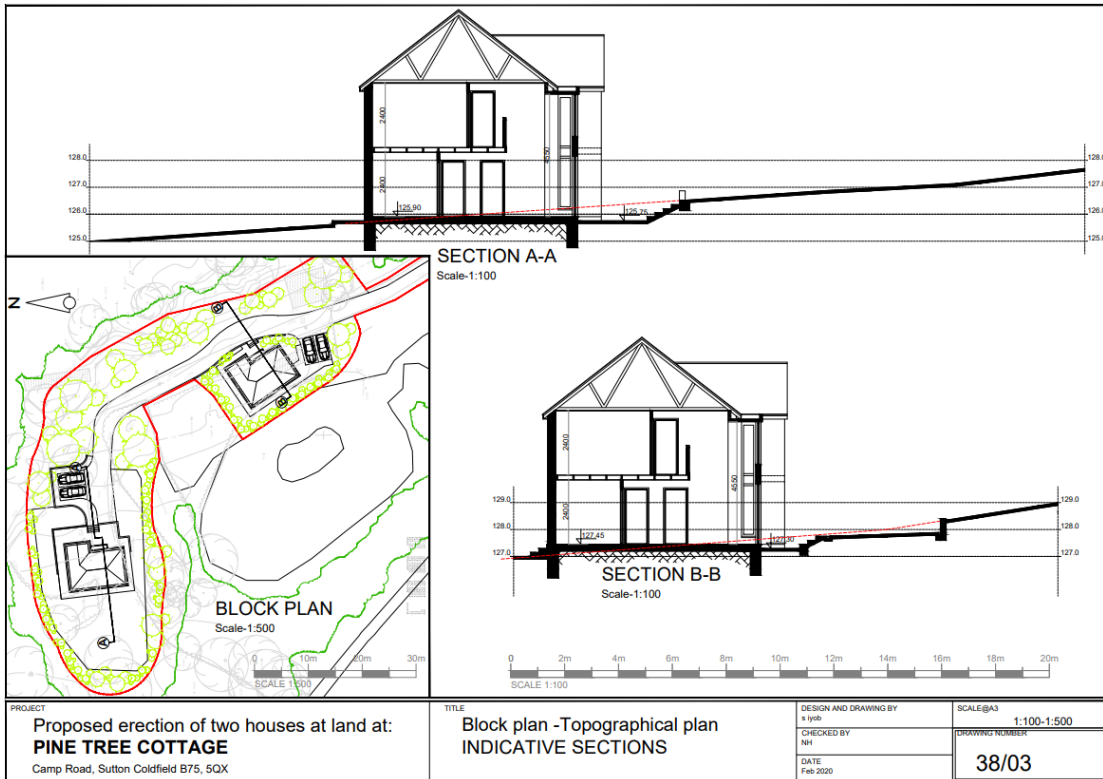 2400
2400
4550
128.0
127.0
126.0
125.0
128.0
127.0
126.0
125.0
125.90
125.75
SECTION A-A
Scale-1:100
N
B
B
A
A
BLOCK PLAN
Scale-1:500
0 10m 20m 30m
SCALE 1:500
2400
2400
4550
129.0
128.0
127.0
129.0
128.0
127.0
127.45
127.30
SECTION B-B
Scale-1:100
0 2m 4m 6m 8m 10m 12m 14m 16m 18m 20m
SCALE 1:100
PROJECT
Proposed erection of two houses at land at:
PINE TREE COTTAGE
Camp Road, Sutton Coldfield B75, 5QX
TITLE
Block plan -Topographical plan
INDICATIVE SECTIONS
DESIGN AND DRAWING BY
s iyob
CHECKED BY
NH
DATE
Feb 2020
SCALE@A3
1:100-1:500
DRAWING NUMBER
38/03